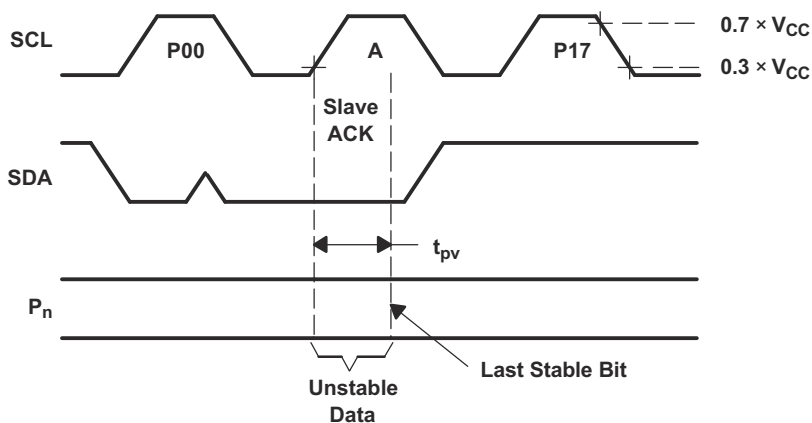 SCL
P00
A
P17
0.7 × VCC
0.3 × VCC
Slave
ACK
SDA
tpv
Pn
Last Stable Bit
Unstable
Data